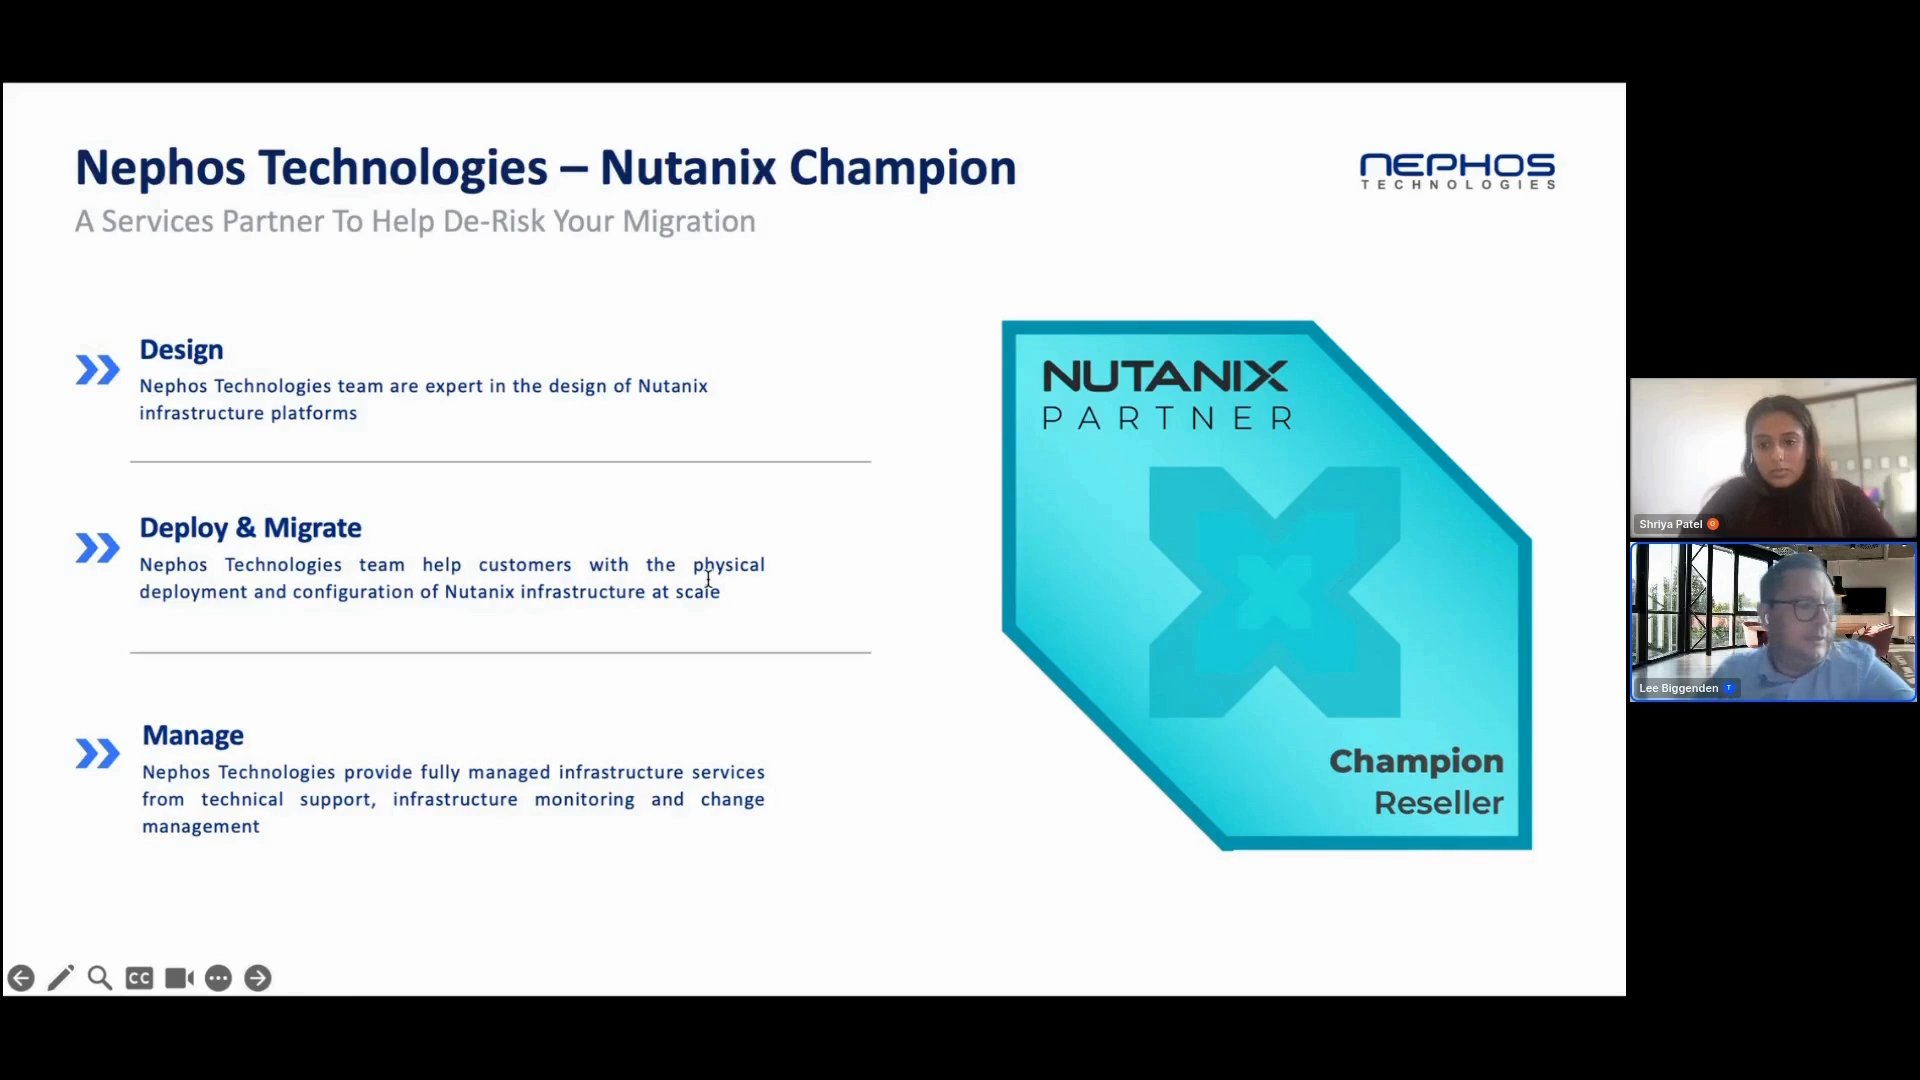 Nephos Technologies – Nutanix Champion
A Services Partner To Help De-Risk Your Migration
NEPHOS
TECHNOLOGIES
Design
Nephos Technologies team are expert in the design of Nutanix
infrastructure platforms
Deploy & Migrate
Nephos Technologies team help customers with the physical
deployment and configuration of Nutanix infrastructure at scale
Manage
Nephos Technologies provide fully managed infrastructure services
from technical support, infrastructure monitoring and change
management
NUTANIX
PARTNER
Champion
Reseller
CC
Shriya Patel O
Lee Biggenden T